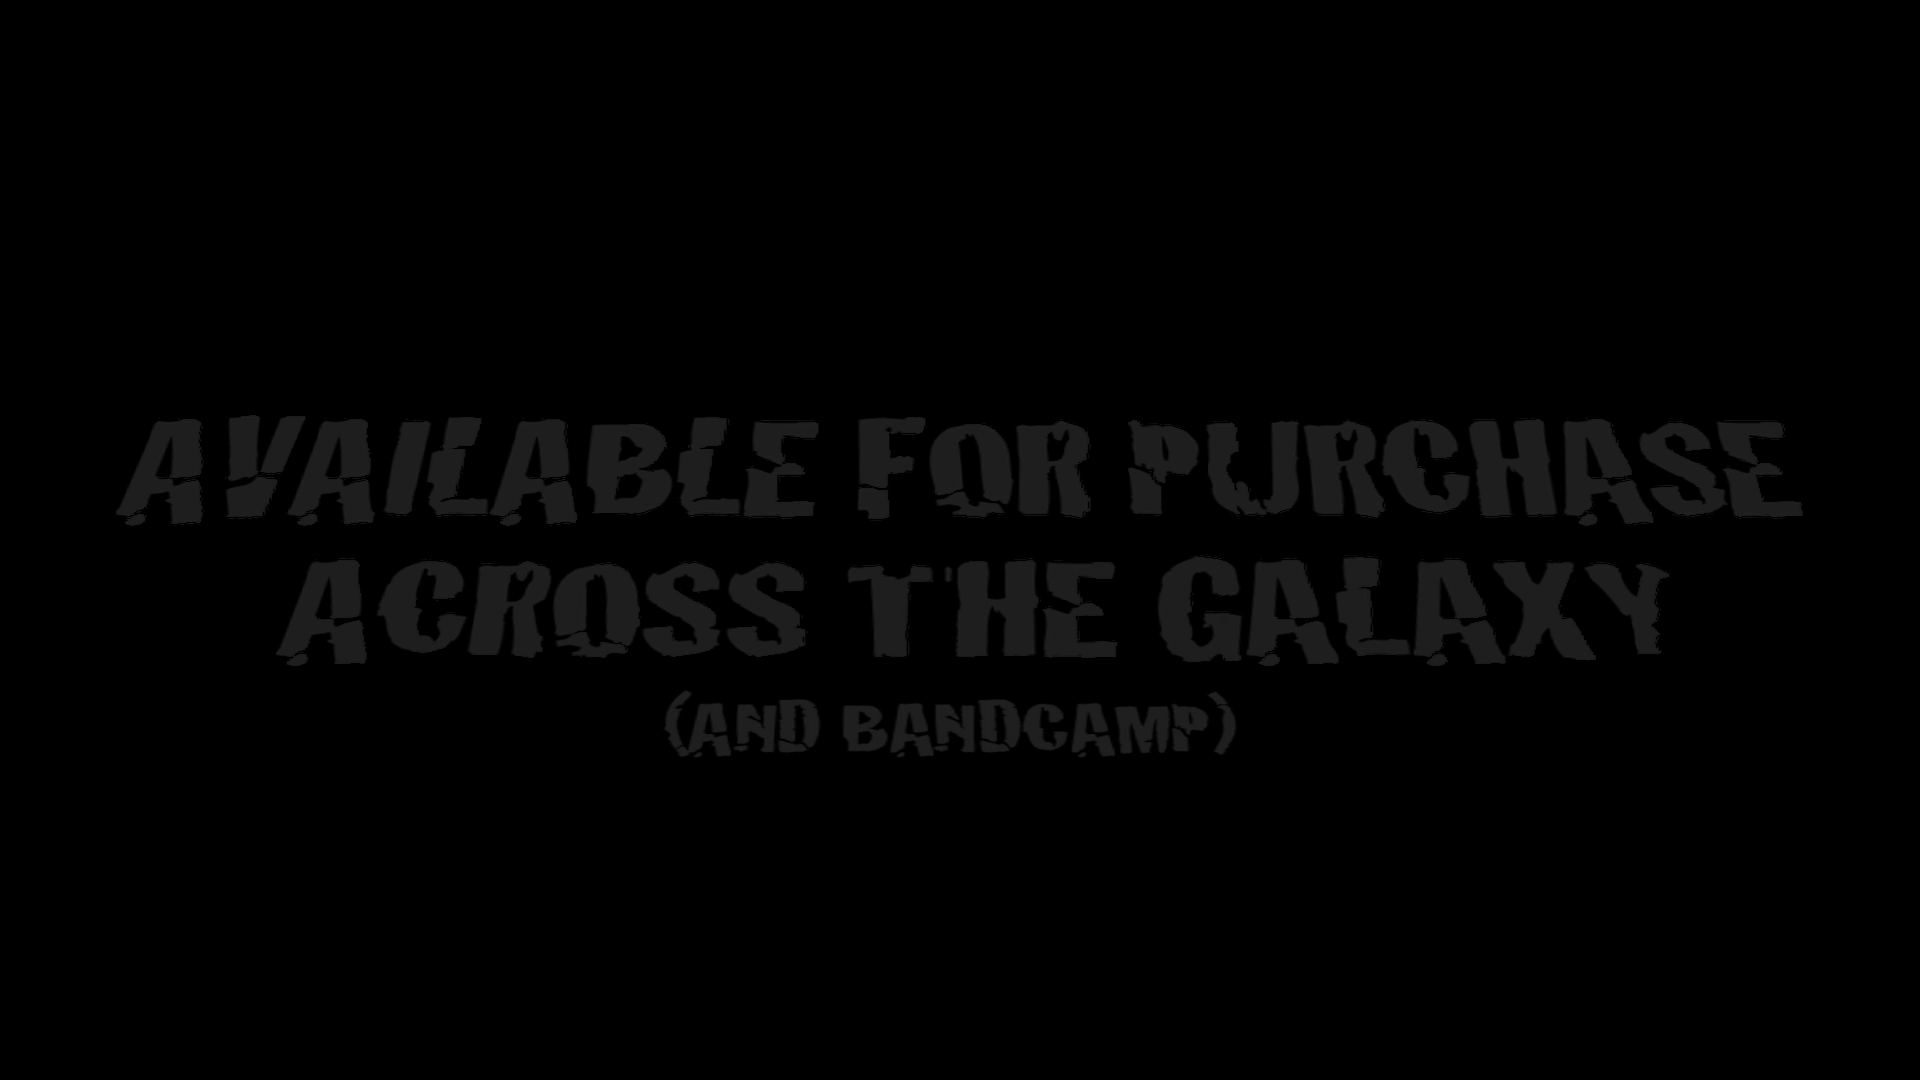 AVAILABLE FOR PURCHASE
ACROSS THE GALAXY
(AND BANDCAMP)